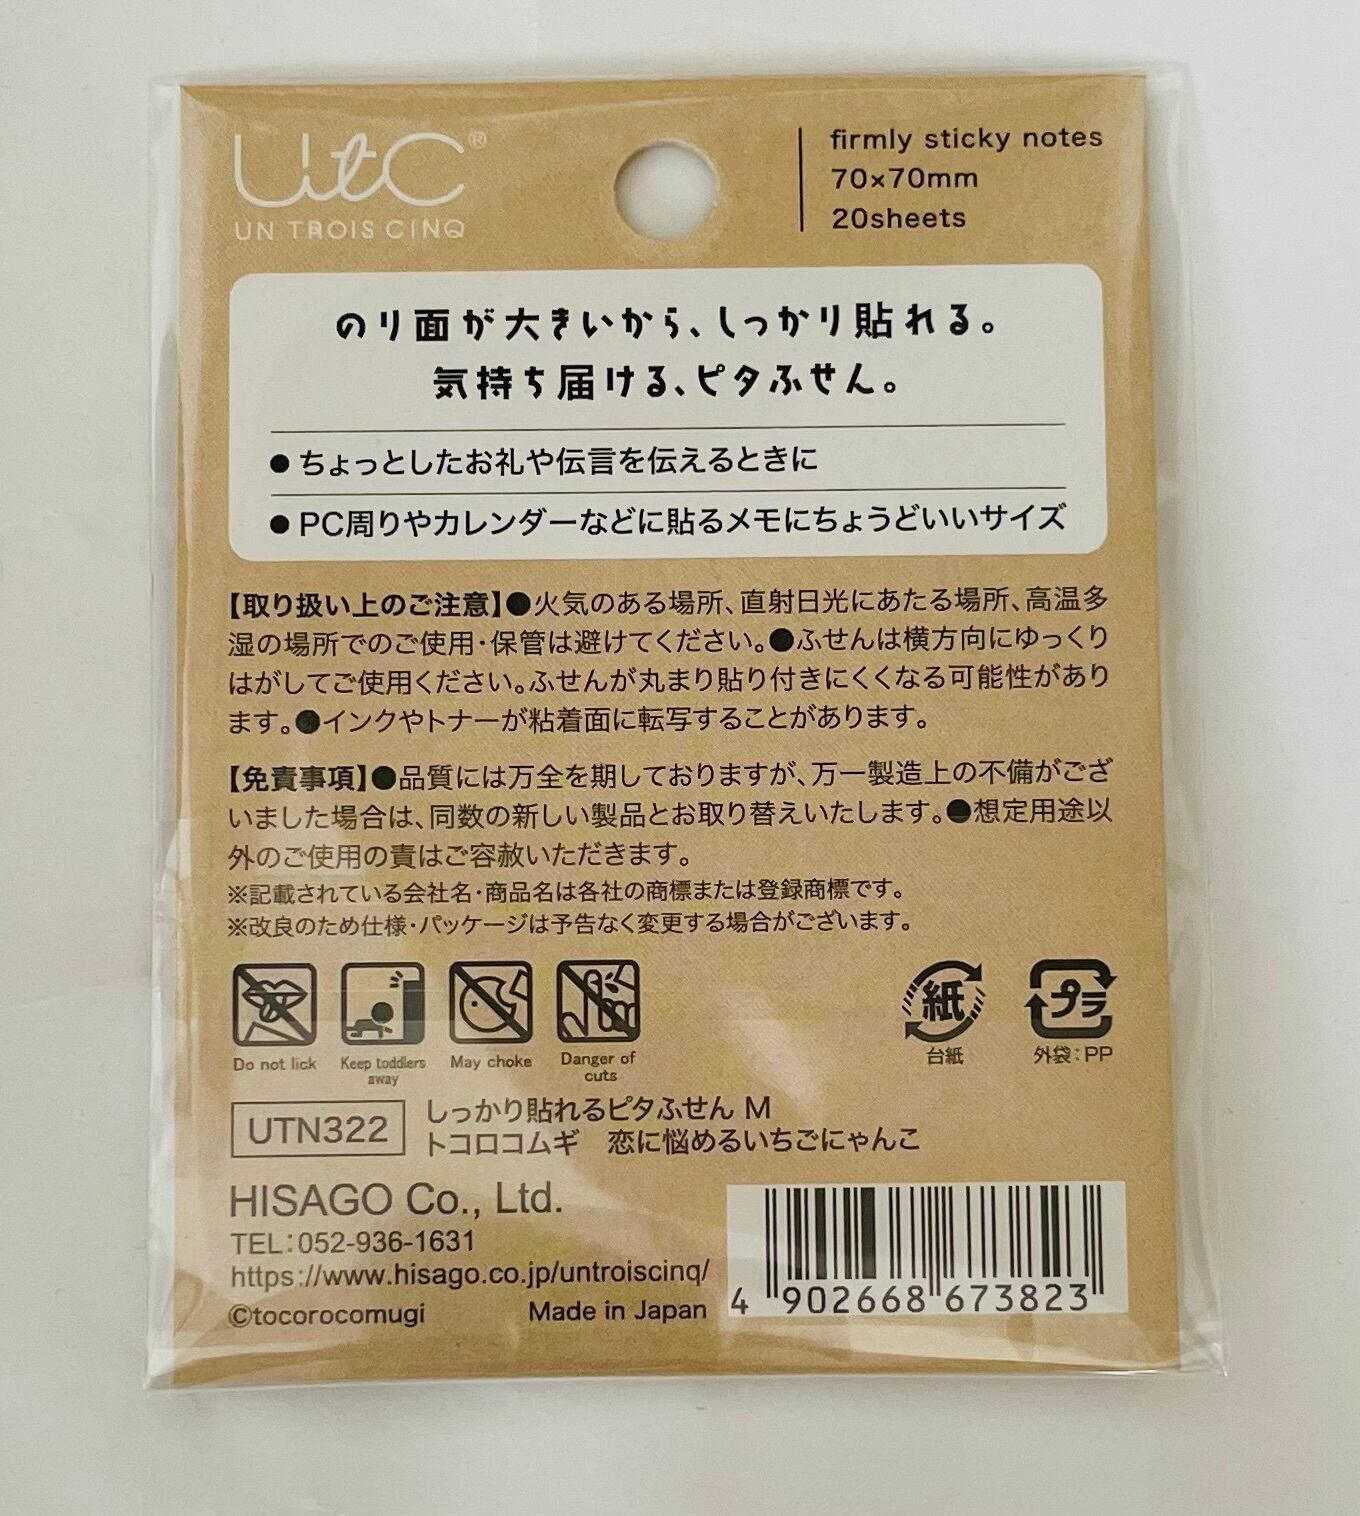 UtC®
UN TROIS CINQ
firmly sticky notes
70×70mm
20sheets
のり面が大きいから、しっかり貼れる。
気持ち届ける、ピタふせん。
●ちょっとしたお礼や伝言を伝えるときに
●PC周りやカレンダーなどに貼るメモにちょうどいいサイズ
【取り扱い上のご注意】●火気のある場所、直射日光にあたる場所、高温多
湿の場所でのご使用・保管は避けてください。●ふせんは横方向にゆっくり
はがしてご使用ください。ふせんが丸まり貼り付きにくくなる可能性があり
ます。●インクやトナーが粘着面に転写することがあります。
【免責事項】●品質には万全を期しておりますが、万一製造上の不備がござ
いました場合は、同数の新しい製品とお取り替えいたします。●想定用途以
外のご使用の責はご容赦いただきます。
※記載されている会社名・商品名は各社の商標または登録商標です。
※改良のため仕様・パッケージは予告なく変更する場合がございます。
Do not lick
Keep toddlers
away
May choke
Danger of
cuts
紙
台紙
プラ
外袋：PP
UTN322
しっかり貼れるピタふせん M
トコロコムギ 恋に悩めるいちごにゃんこ
HISAGO Co., Ltd.
TEL：052-936-1631
https://www.hisago.co.jp/untroiscinq/
©tocorocomugi Made in Japan
4 902668 673823